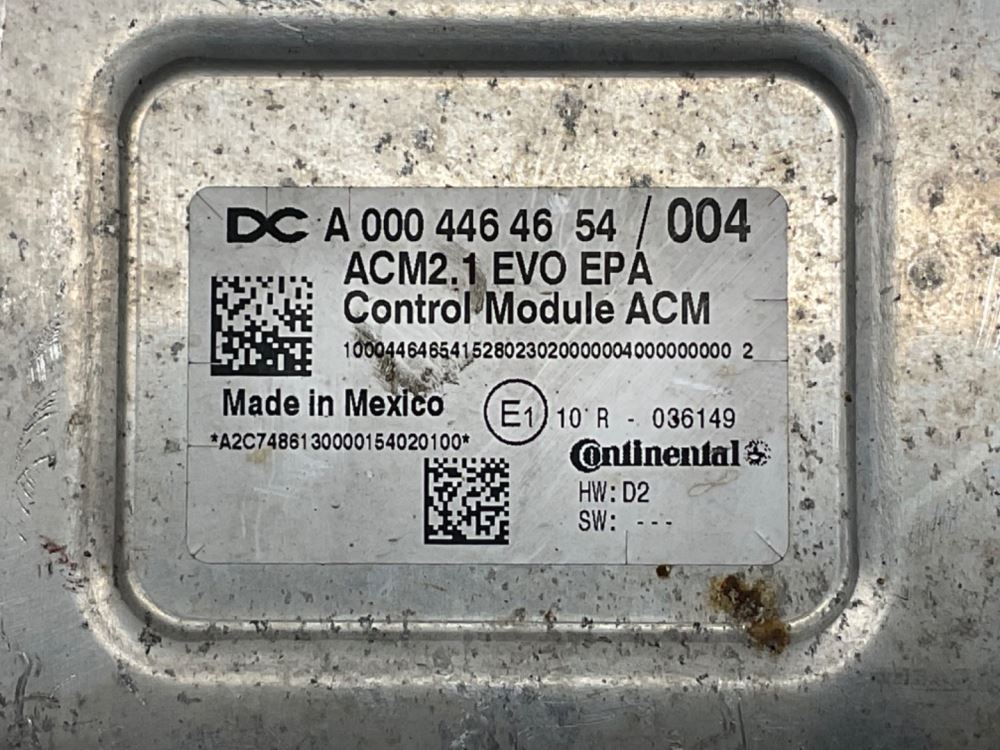 DC A 000 446 46 54 / 004
ACM2.1 EVO EPA
Control Module ACM
100044646541528023020000004000000000 2
Made in Mexico
E1 10 R - 036149
*A2C7486130000154020100*
Continental
HW: D2
SW: ---